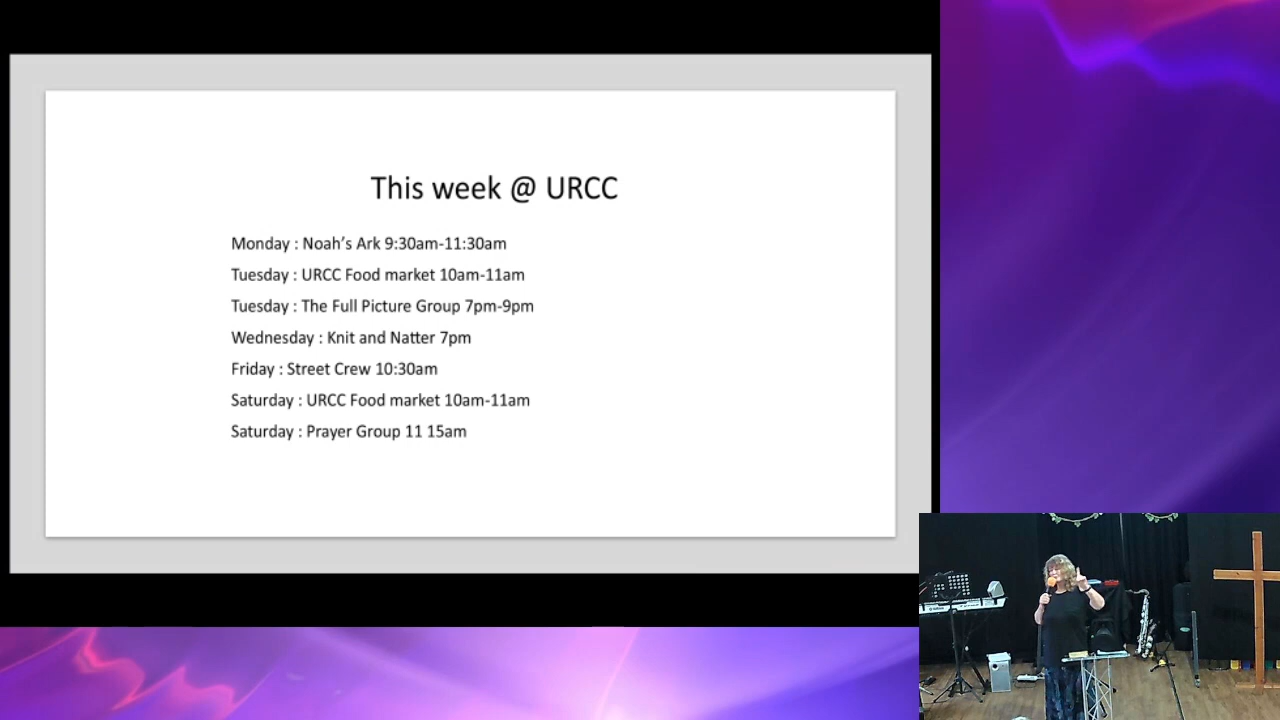 This week @ URCC
Monday : Noah’s Ark 9:30am-11:30am
Tuesday : URCC Food market 10am-11am
Tuesday : The Full Picture Group 7pm-9pm
Wednesday : Knit and Natter 7pm
Friday : Street Crew 10:30am
Saturday : URCC Food market 10am-11am
Saturday : Prayer Group 11 15am